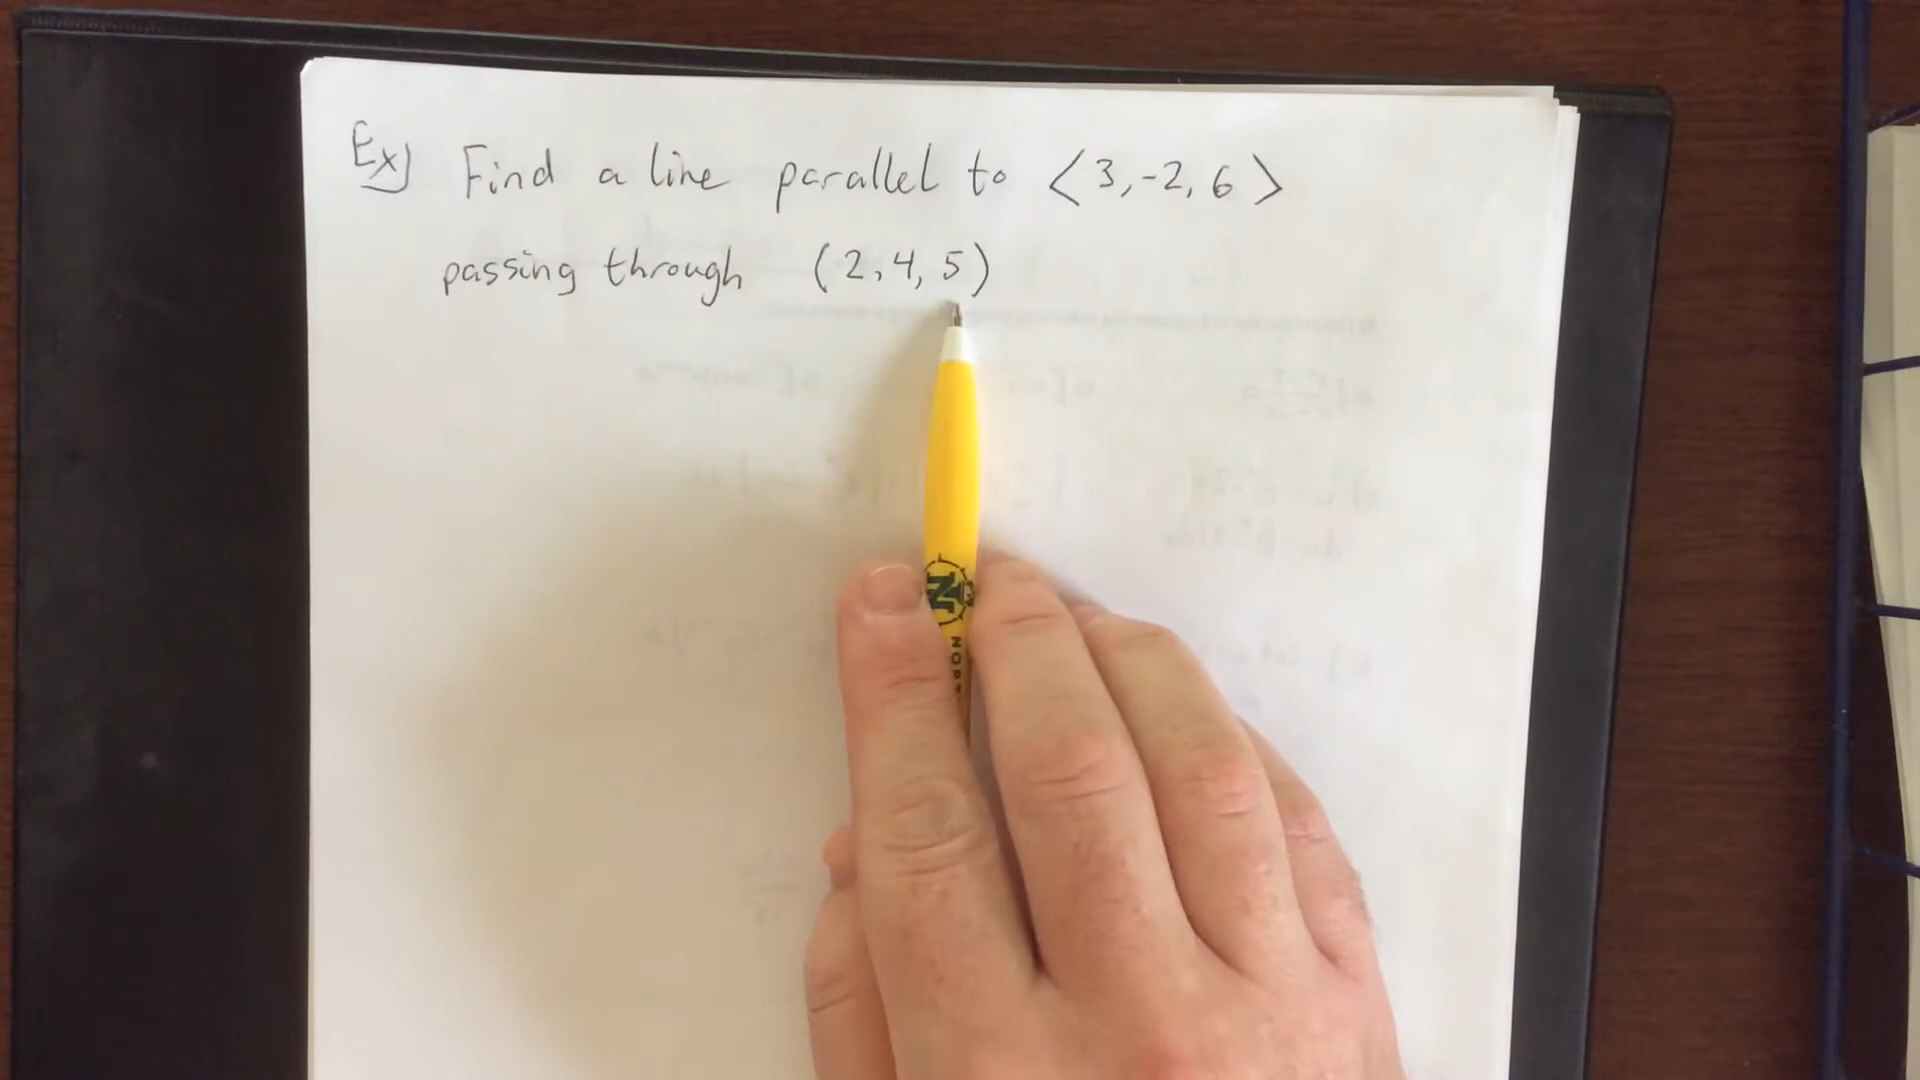 Ex) Find a line parallel to <3,-2,6>
passing through (2,4,5)
N